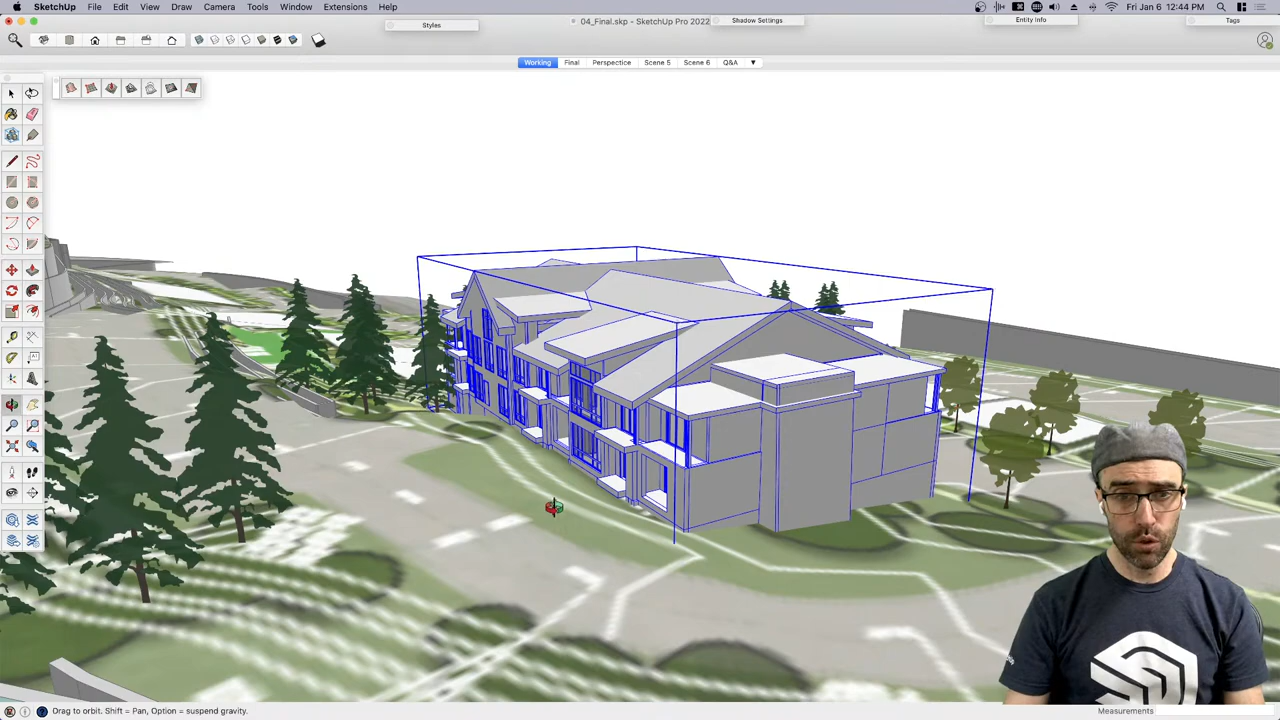 SketchUp File Edit View Draw Camera Tools Window Extensions Help Fri Jan 6 12:44 PM
Styles 04_Final.skp - SketchUp Pro 2022 Shadow Settings Entity Info Tags
Working Final Perspective Scene 5 Scene 6 Q&A
Drag to orbit. Shift = Pan, Option = suspend gravity. Measurements